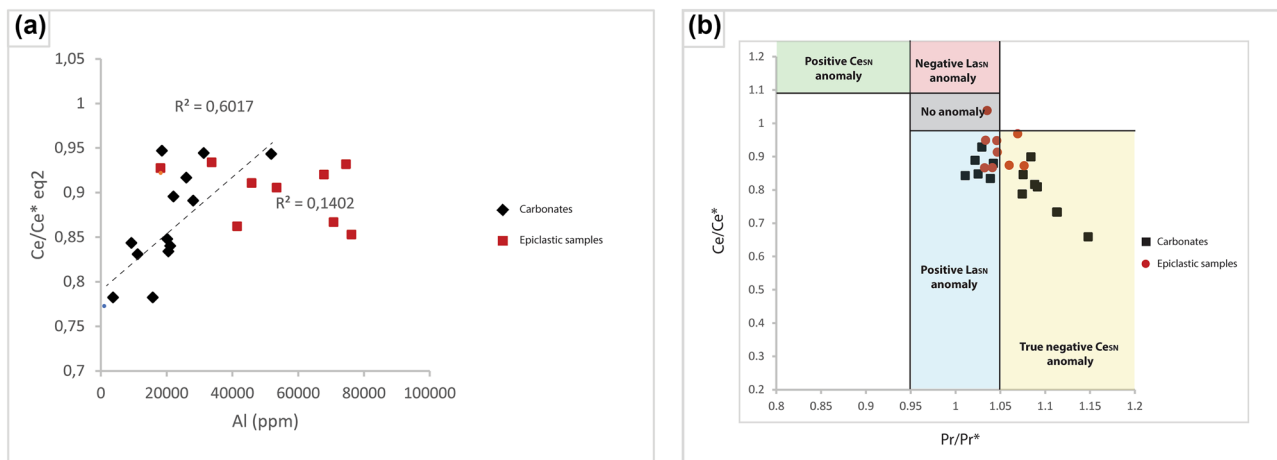 (a)
1,05
1
0,95
0,9
0,85
0,8
0,75
0,7
Ce/Ce* eq2
R² = 0,6017
R² = 0,1402
0
20000
40000
60000
80000
100000
Al (ppm)
Carbonates
Epiclastic samples
(b)
1.2
1.1
1
0.9
0.8
0.7
0.6
0.5
0.4
0.3
0.2
Ce/Ce*
Positive CeSN
anomaly
Negative LaSN
anomaly
No anomaly
Positive LaSN
anomaly
True negative CeSN
anomaly
0.8
0.85
0.9
0.95
1
1.05
1.1
1.15
1.2
Pr/Pr*
Carbonates
Epiclastic samples